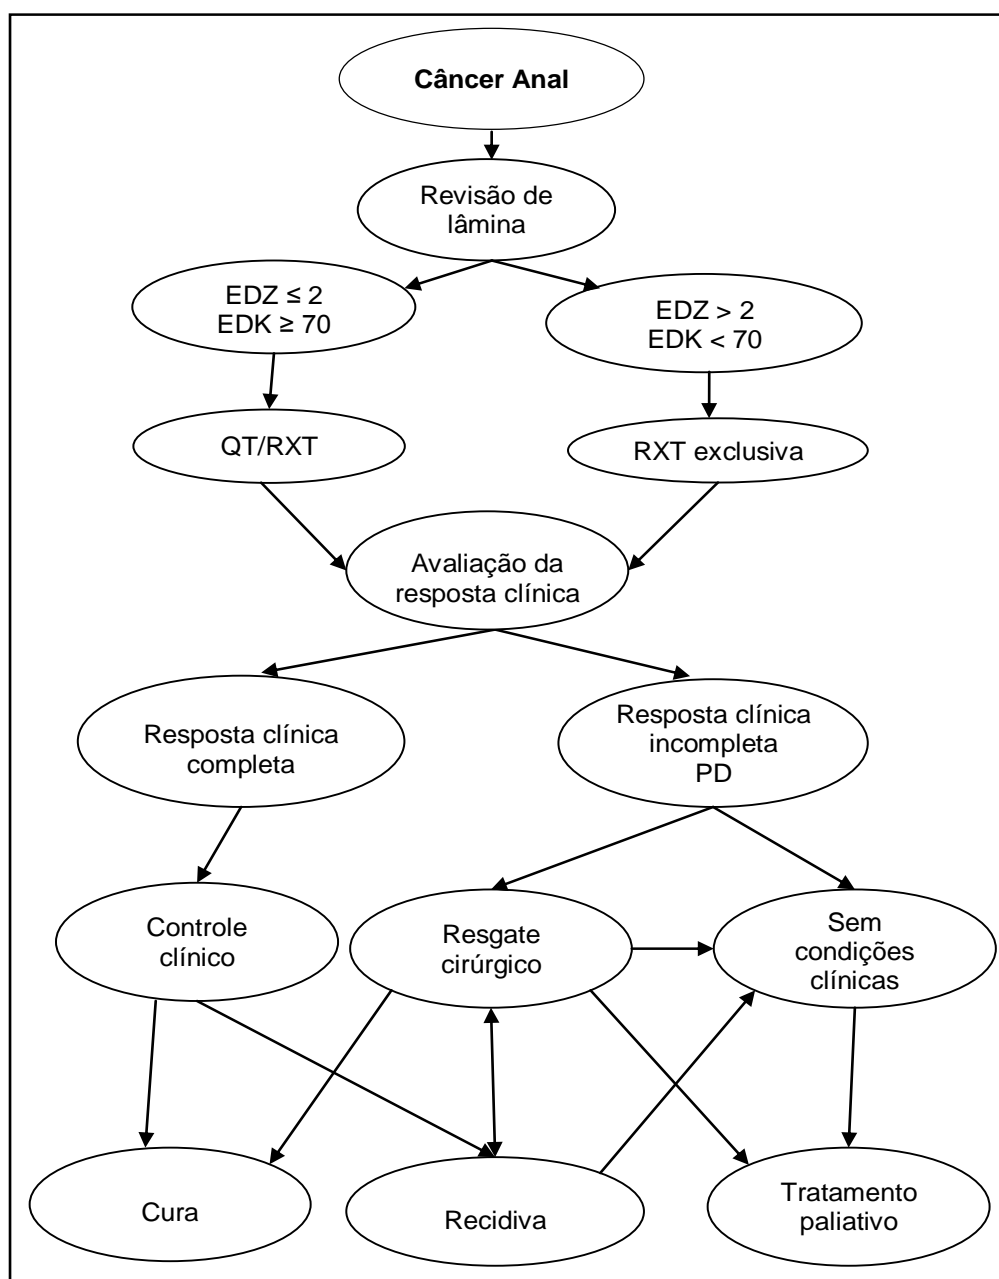 Câncer Anal
Revisão de
lâmina
EDZ ≤ 2
EDK ≥ 70
EDZ > 2
EDK < 70
QT/RXT
RXT exclusiva
Avaliação da
resposta clínica
Resposta clínica
completa
Resposta clínica
incompleta
PD
Controle
clínico
Resgate
cirúrgico
Sem
condições
clínicas
Cura
Recidiva
Tratamento
paliativo